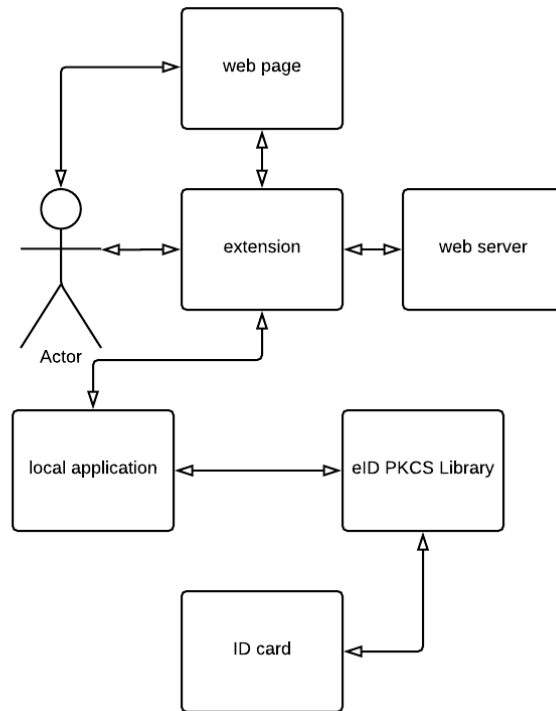 web page
extension
web server
Actor
local application
eID PKCS Library
ID card